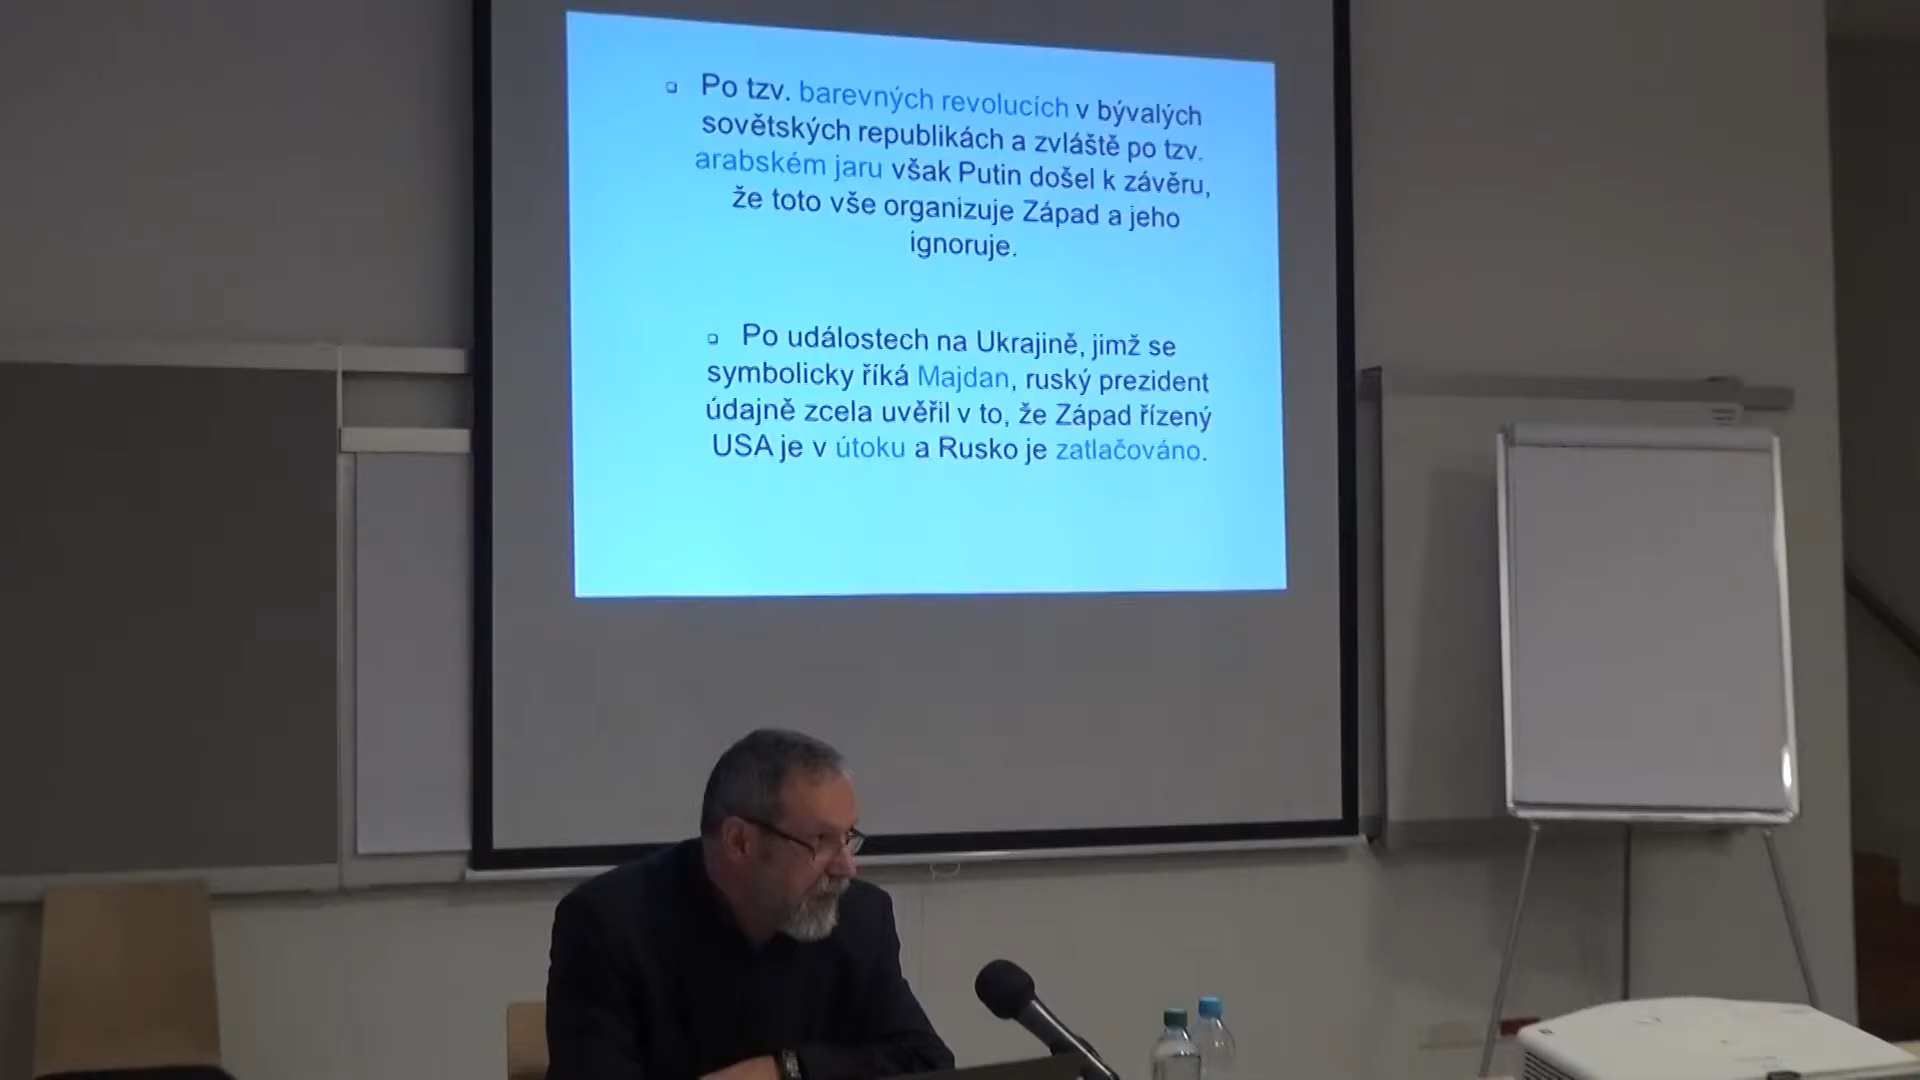 Po tzv. barevných revolucích v bývalých
sovětských republikách a zvláště po tzv.
arabském jaru však Putin došel k závěru,
že toto vše organizuje Západ a jeho
ignoruje.
Po událostech na Ukrajině, jimž se
symbolicky říká Majdan, ruský prezident
údajně zcela uvěřil v to, že Západ řízený
USA je v útoku a Rusko je zatlačováno.